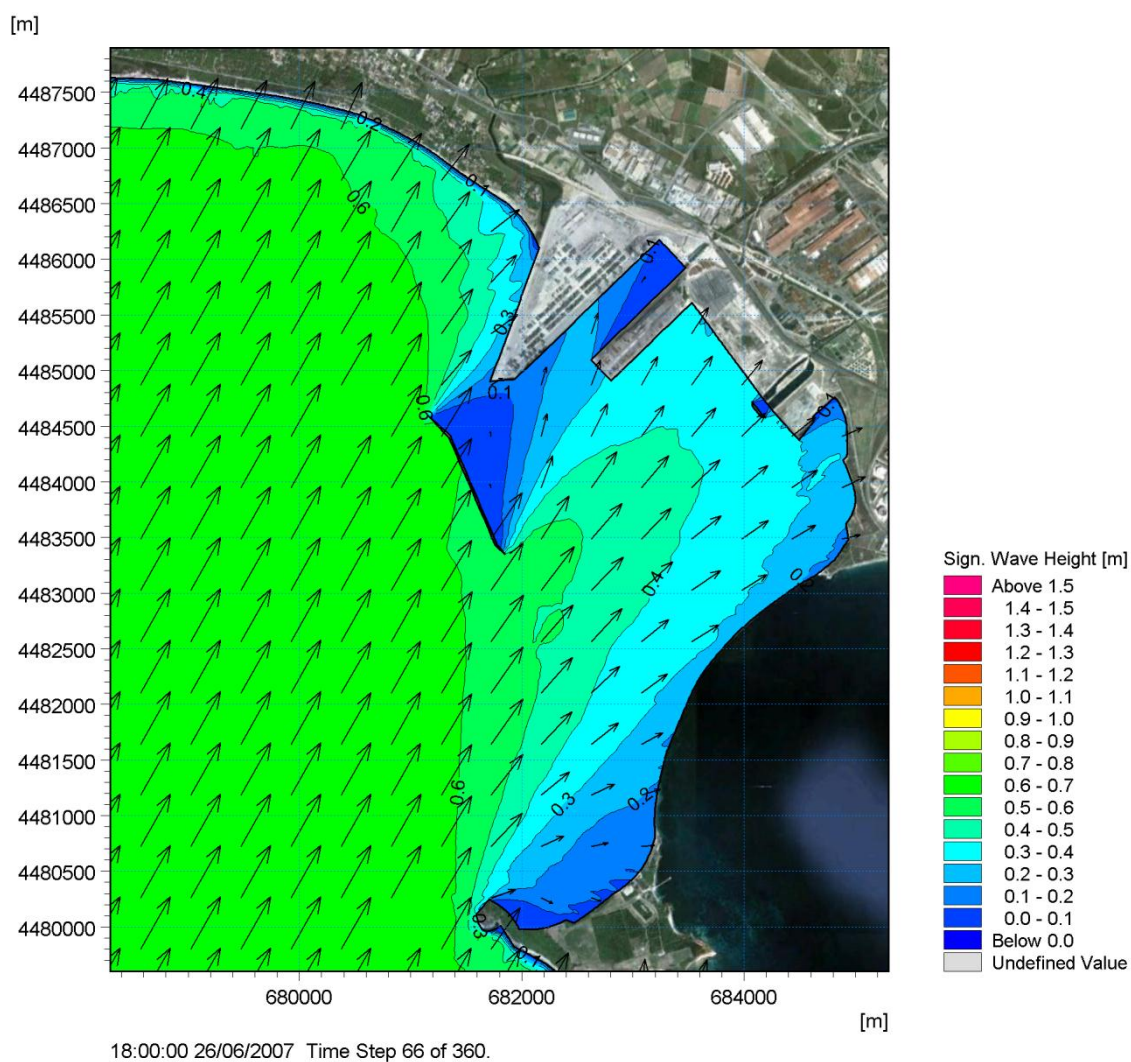 [m]
4487500
4487000
4486500
4486000
4485500
4485000
4484500
4484000
4483500
4483000
4482500
4482000
4481500
4481000
4480500
4480000
0.4
0.2
0.1
0.6
0.1
0.3
0.1
0.6
0.1
0.4
0.2
0.6
0.3
0.2
0.3
0.1
680000
682000
684000
[m]
18:00:00 26/06/2007 Time Step 66 of 360.
Sign. Wave Height [m]
Above 1.5
1.4 - 1.5
1.3 - 1.4
1.2 - 1.3
1.1 - 1.2
1.0 - 1.1
0.9 - 1.0
0.8 - 0.9
0.7 - 0.8
0.6 - 0.7
0.5 - 0.6
0.4 - 0.5
0.3 - 0.4
0.2 - 0.3
0.1 - 0.2
0.0 - 0.1
Below 0.0
Undefined Value